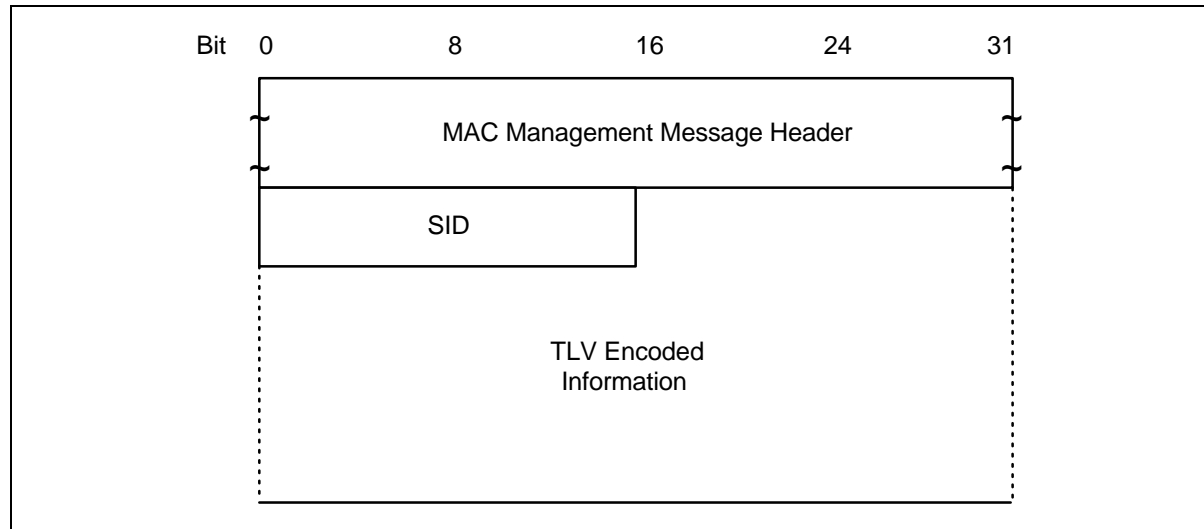 Bit 0 8 16 24 31
MAC Management Message Header
SID
TLV Encoded
Information